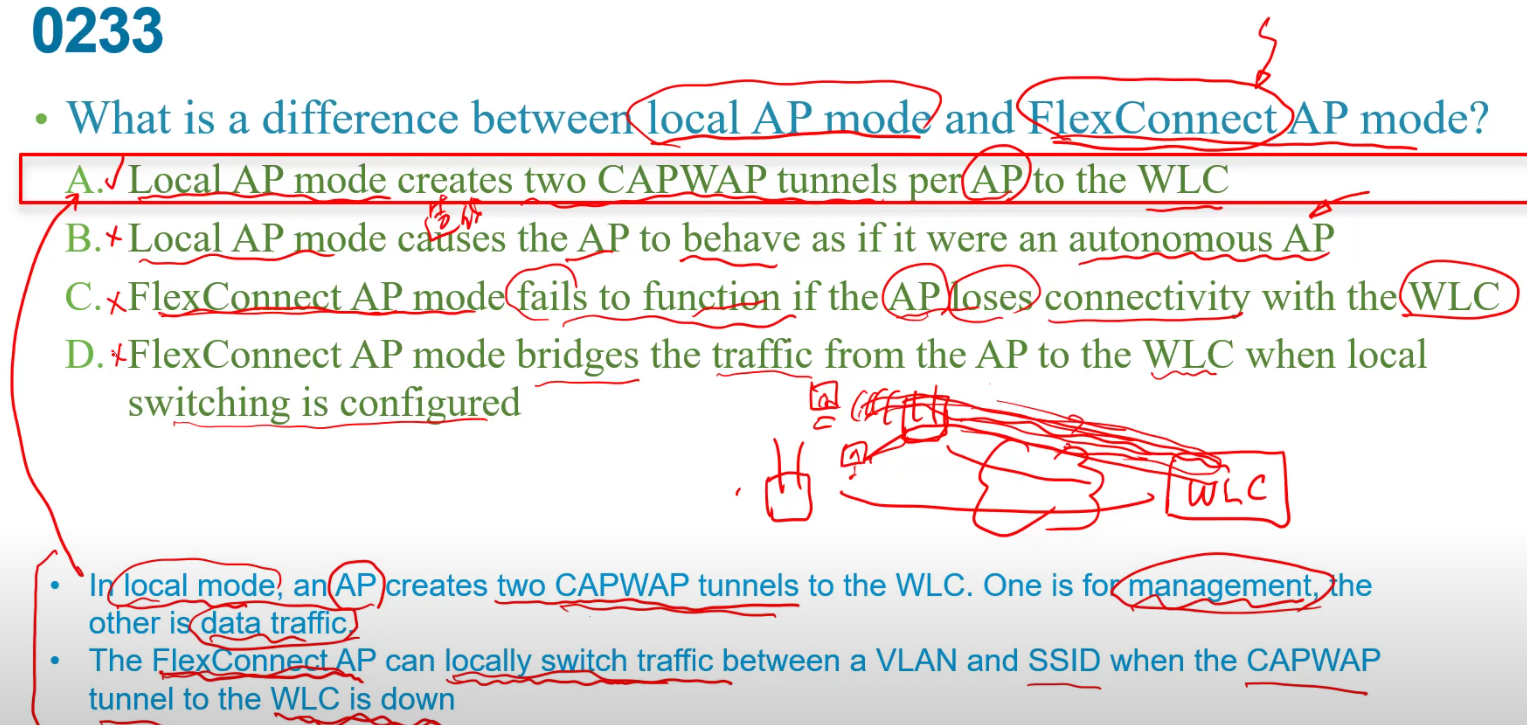 0233
• What is a difference between local AP mode and FlexConnect AP mode?
A. Local AP mode creates two CAPWAP tunnels per AP to the WLC
B. Local AP mode causes the AP to behave as if it were an autonomous AP
C. FlexConnect AP mode fails to function if the AP loses connectivity with the WLC
D. FlexConnect AP mode bridges the traffic from the AP to the WLC when local
switching is configured
WLC
• In local mode, an AP creates two CAPWAP tunnels to the WLC. One is for management, the
other is data traffic.
• The FlexConnect AP can locally switch traffic between a VLAN and SSID when the CAPWAP
tunnel to the WLC is down